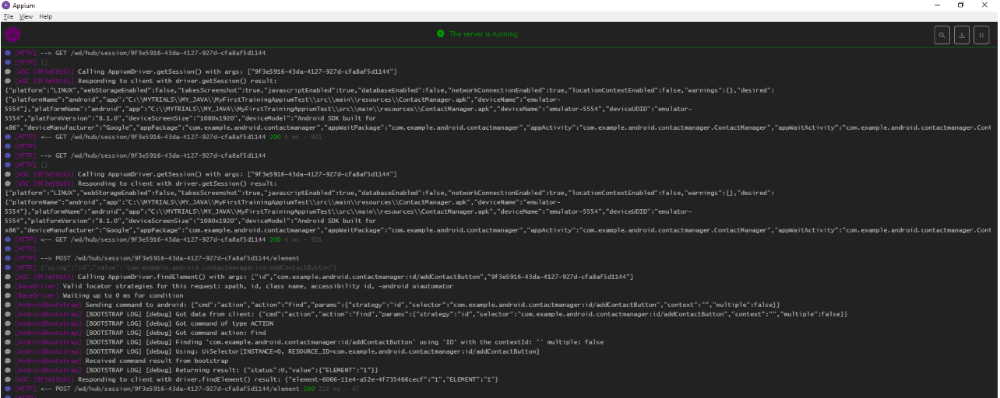 Appium
File View Help
The server is running
[HTTP] --> GET /wd/hub/session/9f3e5916-43da-4127-927d-cfa8af5d1144
[HTTP] {}
[W3C (9f3e5916)] Calling AppiumDriver.getSession() with args: ["9f3e5916-43da-4127-927d-cfa8af5d1144"]
[W3C (9f3e5916)] Responding to client with driver.getSession() result:
{"platform":"LINUX","webStorageEnabled":false,"takesScreenshot":true,"javascriptEnabled":true,"databaseEnabled":false,"networkConnectionEnabled":true,"locationContextEnabled":false,"warnings":{},"desired":
{"platformName":"android","app":"C:\\MYTRIALS\\MY_JAVA\\MyFirstTrainingAppiumTest\\src\\main\\resources\\ContactManager.apk","deviceName":"emulator-
5554"},"platformName":"android","app":"C:\\MYTRIALS\\MY_JAVA\\MyFirstTrainingAppiumTest\\src\\main\\resources\\ContactManager.apk","deviceName":"emulator-5554","deviceUDID":"emulator-
5554","platformVersion":"8.1.0","deviceScreenSize":"1080x1920","deviceModel":"Android SDK built for
x86","deviceManufacturer":"Google","appPackage":"com.example.android.contactmanager","appWaitPackage":"com.example.android.contactmanager","appActivity":"com.example.android.contactmanager.ContactManager","appWaitActivity":"com.example.android.contactmanager.Cont
[HTTP] <-- GET /wd/hub/session/9f3e5916-43da-4127-927d-cfa8af5d1144 200 5 ms - 921
[HTTP]
[HTTP] --> GET /wd/hub/session/9f3e5916-43da-4127-927d-cfa8af5d1144
[HTTP] {}
[W3C (9f3e5916)] Calling AppiumDriver.getSession() with args: ["9f3e5916-43da-4127-927d-cfa8af5d1144"]
[W3C (9f3e5916)] Responding to client with driver.getSession() result:
{"platform":"LINUX","webStorageEnabled":false,"takesScreenshot":true,"javascriptEnabled":true,"databaseEnabled":false,"networkConnectionEnabled":true,"locationContextEnabled":false,"warnings":{},"desired":
{"platformName":"android","app":"C:\\MYTRIALS\\MY_JAVA\\MyFirstTrainingAppiumTest\\src\\main\\resources\\ContactManager.apk","deviceName":"emulator-
5554"},"platformName":"android","app":"C:\\MYTRIALS\\MY_JAVA\\MyFirstTrainingAppiumTest\\src\\main\\resources\\ContactManager.apk","deviceName":"emulator-5554","deviceUDID":"emulator-
5554","platformVersion":"8.1.0","deviceScreenSize":"1080x1920","deviceModel":"Android SDK built for
x86","deviceManufacturer":"Google","appPackage":"com.example.android.contactmanager","appWaitPackage":"com.example.android.contactmanager","appActivity":"com.example.android.contactmanager.ContactManager","appWaitActivity":"com.example.android.contactmanager.Cont
[HTTP] <-- GET /wd/hub/session/9f3e5916-43da-4127-927d-cfa8af5d1144 200 4 ms - 921
[HTTP]
[HTTP] --> POST /wd/hub/session/9f3e5916-43da-4127-927d-cfa8af5d1144/element
[HTTP] {"using":"id","value":"com.example.android.contactmanager:id/addContactButton"}
[W3C (9f3e5916)] Calling AppiumDriver.findElement() with args: ["id","com.example.android.contactmanager:id/addContactButton","9f3e5916-43da-4127-927d-cfa8af5d1144"]
[BaseDriver] Valid locator strategies for this request: xpath, id, class name, accessibility id, -android uiautomator
[BaseDriver] Waiting up to 0 ms for condition
[AndroidBootstrap] Sending command to android: {"cmd":"action","action":"find","params":{"strategy":"id","selector":"com.example.android.contactmanager:id/addContactButton","context":"","multiple":false}}
[AndroidBootstrap] [BOOTSTRAP LOG] [debug] Got data from client: {"cmd":"action","action":"find","params":{"strategy":"id","selector":"com.example.android.contactmanager:id/addContactButton","context":"","multiple":false}}
[AndroidBootstrap] [BOOTSTRAP LOG] [debug] Got command of type ACTION
[AndroidBootstrap] [BOOTSTRAP LOG] [debug] Got command action: find
[AndroidBootstrap] [BOOTSTRAP LOG] [debug] Finding 'com.example.android.contactmanager:id/addContactButton' using 'ID' with the contextId: '' multiple: false
[AndroidBootstrap] [BOOTSTRAP LOG] [debug] Using: UiSelector[INSTANCE=0, RESOURCE_ID=com.example.android.contactmanager:id/addContactButton]
[AndroidBootstrap] Received command result from bootstrap
[AndroidBootstrap] [BOOTSTRAP LOG] [debug] Returning result: {"status":0,"value":{"ELEMENT":"1"}}
[W3C (9f3e5916)] Responding to client with driver.findElement() result: {"element-6066-11e4-a52e-4f735466cecf":"1","ELEMENT":"1"}
[HTTP] <-- POST /wd/hub/session/9f3e5916-43da-4127-927d-cfa8af5d1144/element 200 216 ms - 67
[HTTP]